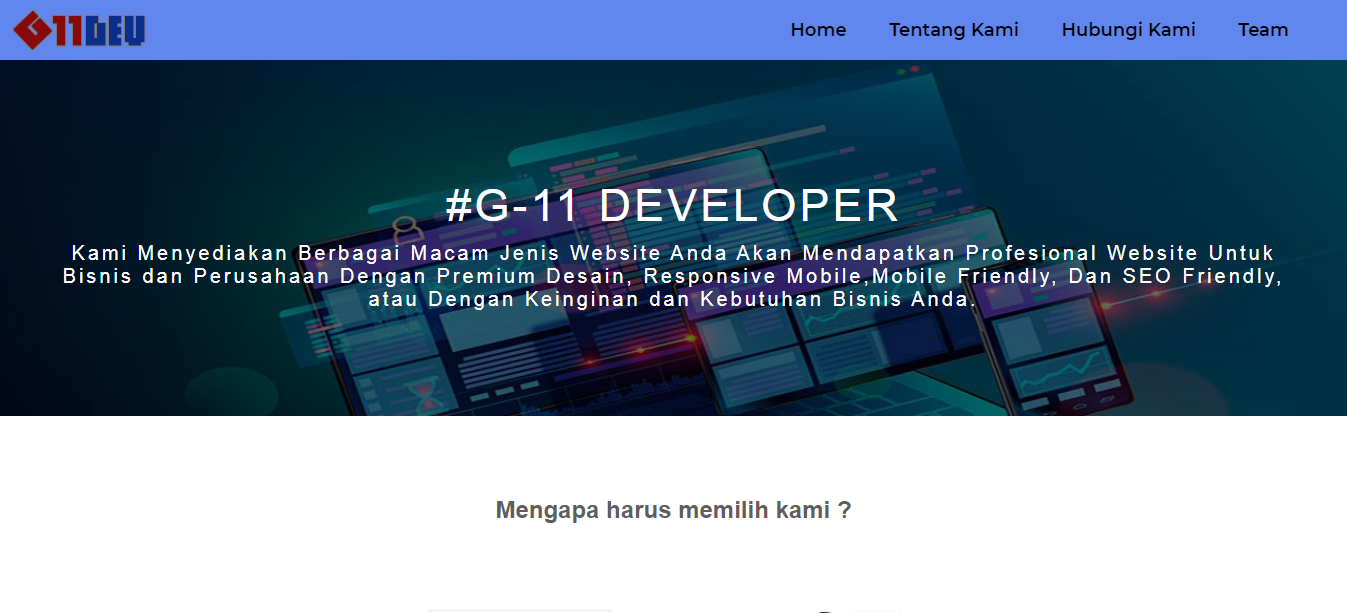 G11DEV
Home Tentang Kami Hubungi Kami Team
#G-11 DEVELOPER
Kami Menyediakan Berbagai Macam Jenis Website Anda Akan Mendapatkan Profesional Website Untuk
Bisnis dan Perusahaan Dengan Premium Desain, Responsive Mobile,Mobile Friendly, Dan SEO Friendly,
atau Dengan Keinginan dan Kebutuhan Bisnis Anda.
Mengapa harus memilih kami ?